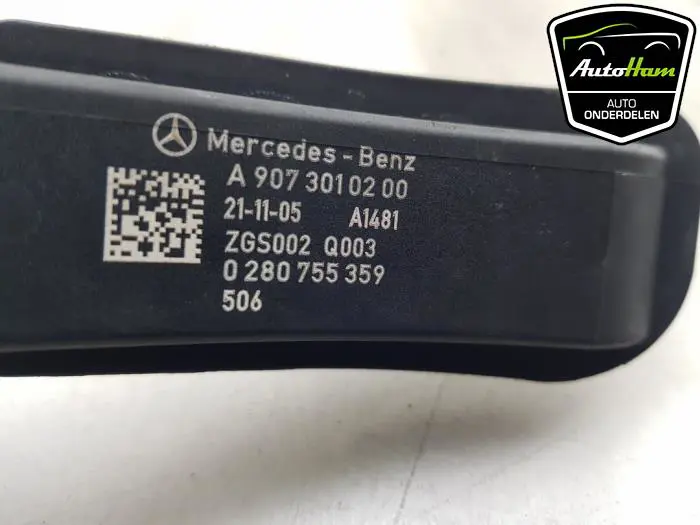 AutoHam
AUTO
ONDERDELEN
Mercedes-Benz
A 907 301 02 00
21-11-05 A1481
ZGS002 Q003
0 280 755 359
506